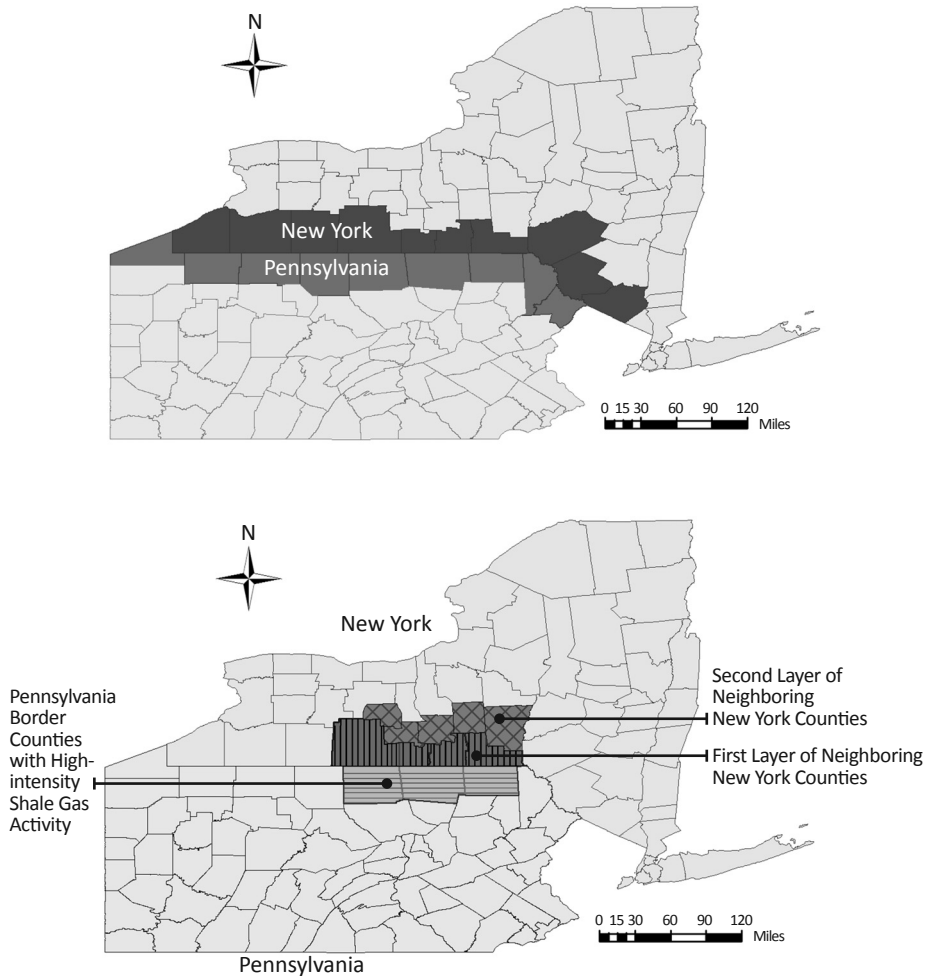 N
New York
Pennsylvania
0 15 30 60 90 120
Miles
N
New York
Pennsylvania
Border
Counties
with High-
intensity
Shale Gas
Activity
Second Layer of
Neighboring
New York Counties
First Layer of Neighboring
New York Counties
0 15 30 60 90 120
Miles
Pennsylvania